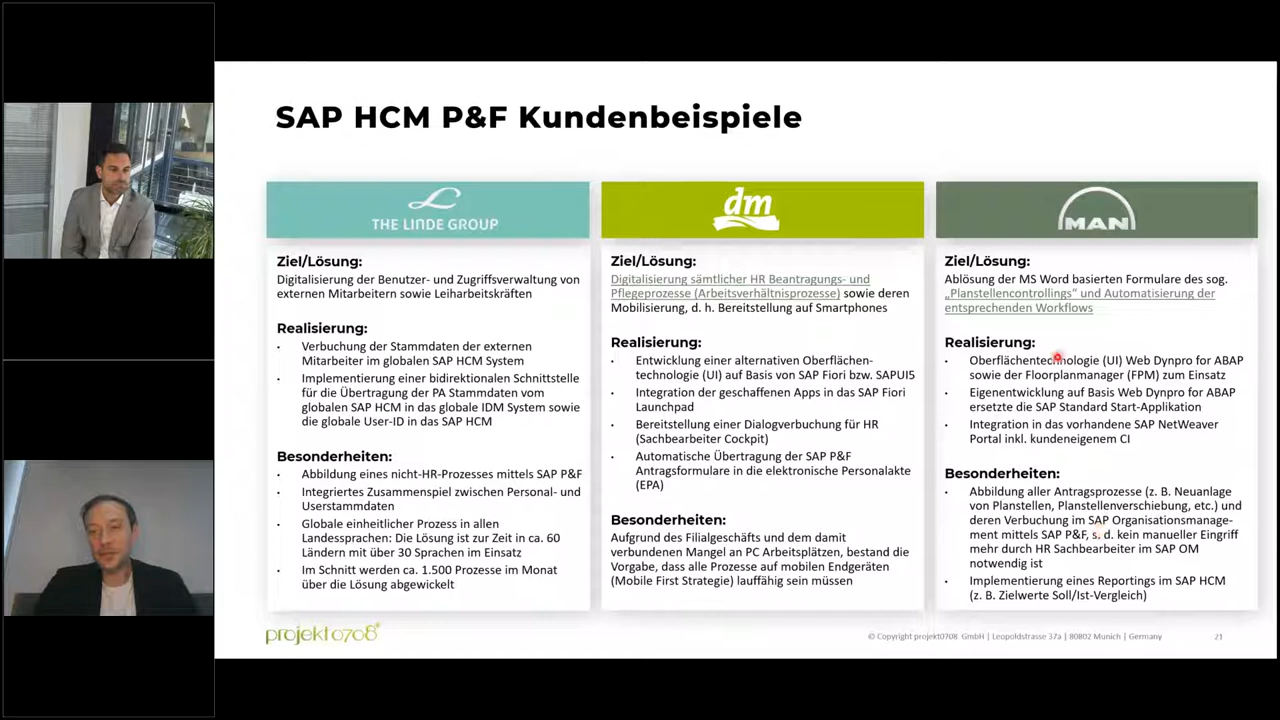 SAP HCM P&F Kundenbeispiele
THE LINDE GROUP
Ziel/Lösung:
Digitalisierung der Benutzer- und Zugriffsverwaltung von
externen Mitarbeitern sowie Leiharbeitskräften
Realisierung:
Verbuchung der Stammdaten der externen
Mitarbeiter im globalen SAP HCM System
Implementierung einer bidirektionalen Schnittstelle
für die Übertragung der PA Stammdaten vom
globalen SAP HCM in das globale IDM System sowie
die globale User-ID in das SAP HCM
Besonderheiten:
Abbildung eines nicht-HR-Prozesses mittels SAP P&F
Integriertes Zusammenspiel zwischen Personal- und
Userstammdaten
Globale einheitlicher Prozess in allen
Landessprachen: Die Lösung ist zur Zeit in ca. 60
Ländern mit über 30 Sprachen im Einsatz
Im Schnitt werden ca. 1.500 Prozesse im Monat
über die Lösung abgewickelt
dm
Ziel/Lösung:
Digitalisierung sämtlicher HR Beantragungs- und
Pflegeprozesse (Arbeitsverhältnisprozesse) sowie deren
Mobilisierung, d. h. Bereitstellung auf Smartphones
Realisierung:
Entwicklung einer alternativen Oberflächen-
technologie (UI) auf Basis von SAP Fiori bzw. SAPUI5
Integration der geschaffenen Apps in das SAP Fiori
Launchpad
Bereitstellung einer Dialogverbuchung für HR
(Sachbearbeiter Cockpit)
Automatische Übertragung der SAP P&F
Antragsformulare in die elektronische Personalakte
(EPA)
Besonderheiten:
Aufgrund des Filialgeschäfts und dem damit
verbundenen Mangel an PC Arbeitsplätzen, bestand die
Vorgabe, dass alle Prozesse auf mobilen Endgeräten
(Mobile First Strategie) lauffähig sein müssen
MAN
Ziel/Lösung:
Ablösung der MS Word basierten Formulare des sog.
„Planstellencontrollings“ und Automatisierung der
entsprechenden Workflows
Realisierung:
Oberflächentechnologie (UI) Web Dynpro for ABAP
sowie der Floorplanmanager (FPM) zum Einsatz
Eigenentwicklung auf Basis Web Dynpro for ABAP
ersetzte die SAP Standard Start-Applikation
Integration in das vorhandene SAP NetWeaver
Portal inkl. kundeneigenem CI
Besonderheiten:
Abbildung aller Antragsprozesse (z. B. Neuanlage
von Planstellen, Planstellenverschiebung, etc.) und
deren Verbuchung im SAP Organisationsmanage-
ment mittels SAP P&F, s. d. kein manueller Eingriff
mehr durch HR Sachbearbeiter im SAP OM
notwendig ist
Implementierung eines Reportings im SAP HCM
(z. B. Zielwerte Soll/Ist-Vergleich)
projekt0708®
© Copyright projekt0708 GmbH | Leopoldstrasse 37a | 80802 Munich | Germany
21